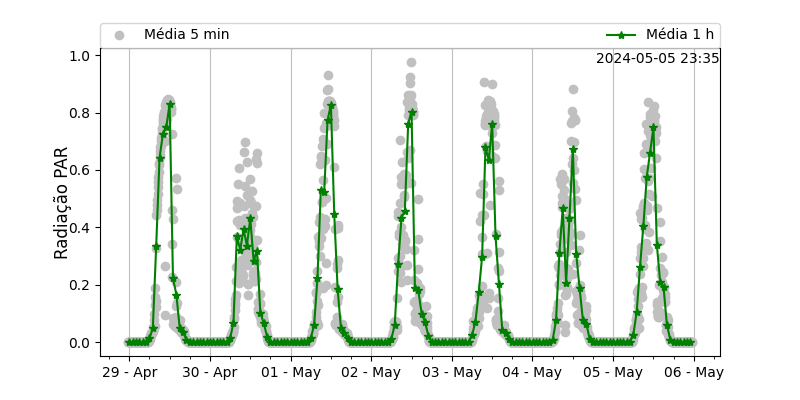 Média 5 min
Média 1 h
2024-05-05 23:35
Radiação PAR
1.0
0.8
0.6
0.4
0.2
0.0
29 - Apr
30 - Apr
01 - May
02 - May
03 - May
04 - May
05 - May
06 - May